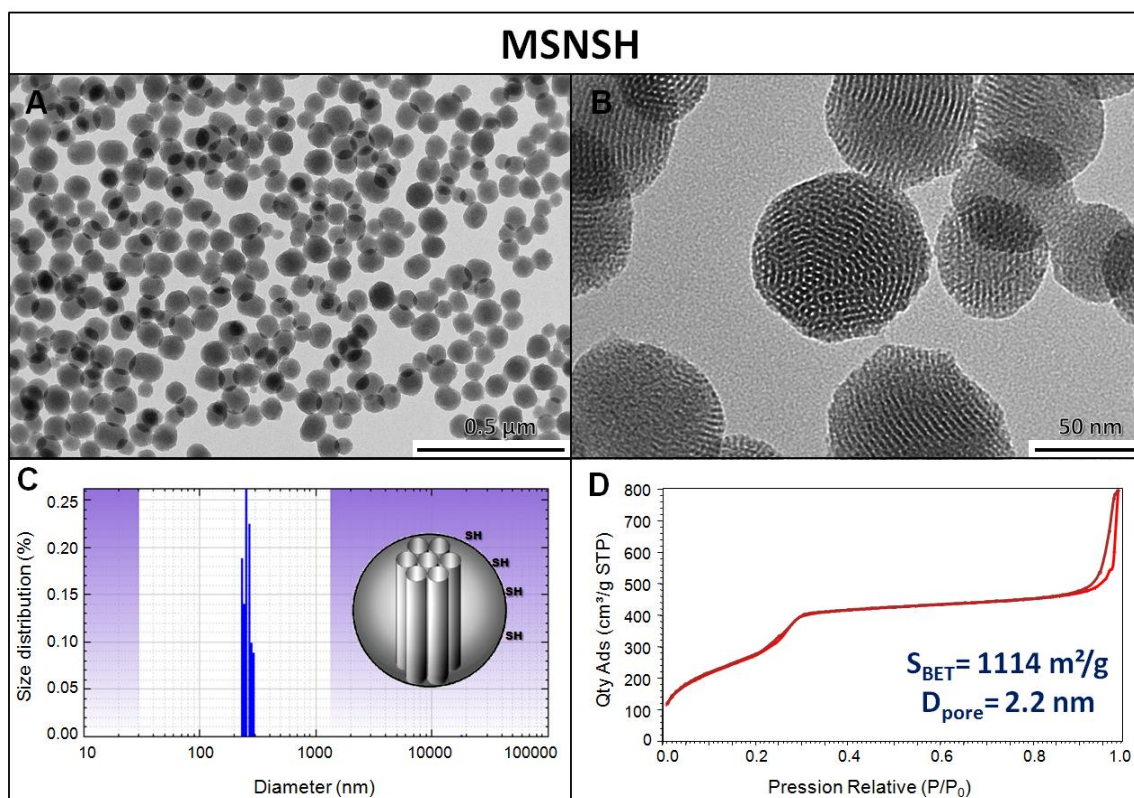 MSNSH
A
0.5 µm
B
50 nm
C
Size distribution (%)
0.25
0.20
0.15
0.10
0.05
0.00
10 100 1000 10000 100000
Diameter (nm)
SH
SH
SH
SH
D
Qty Ads (cm³/g STP)
800
700
600
500
400
300
200
100
0
0.0 0.2 0.4 0.6 0.8 1.0
Pression Relative (P/P₀)
S_BET= 1114 m²/g
D_pore= 2.2 nm